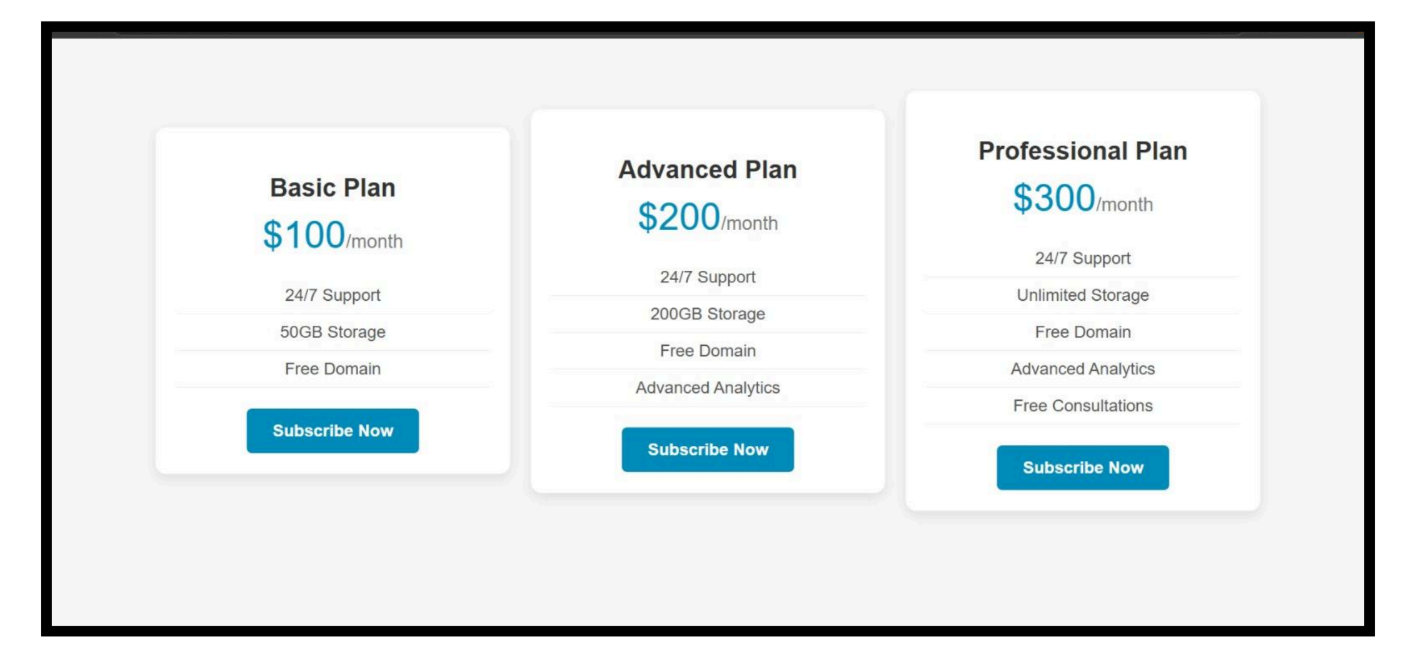 Basic Plan
$100/month
24/7 Support
50GB Storage
Free Domain
Subscribe Now
Advanced Plan
$200/month
24/7 Support
200GB Storage
Free Domain
Advanced Analytics
Subscribe Now
Professional Plan
$300/month
24/7 Support
Unlimited Storage
Free Domain
Advanced Analytics
Free Consultations
Subscribe Now